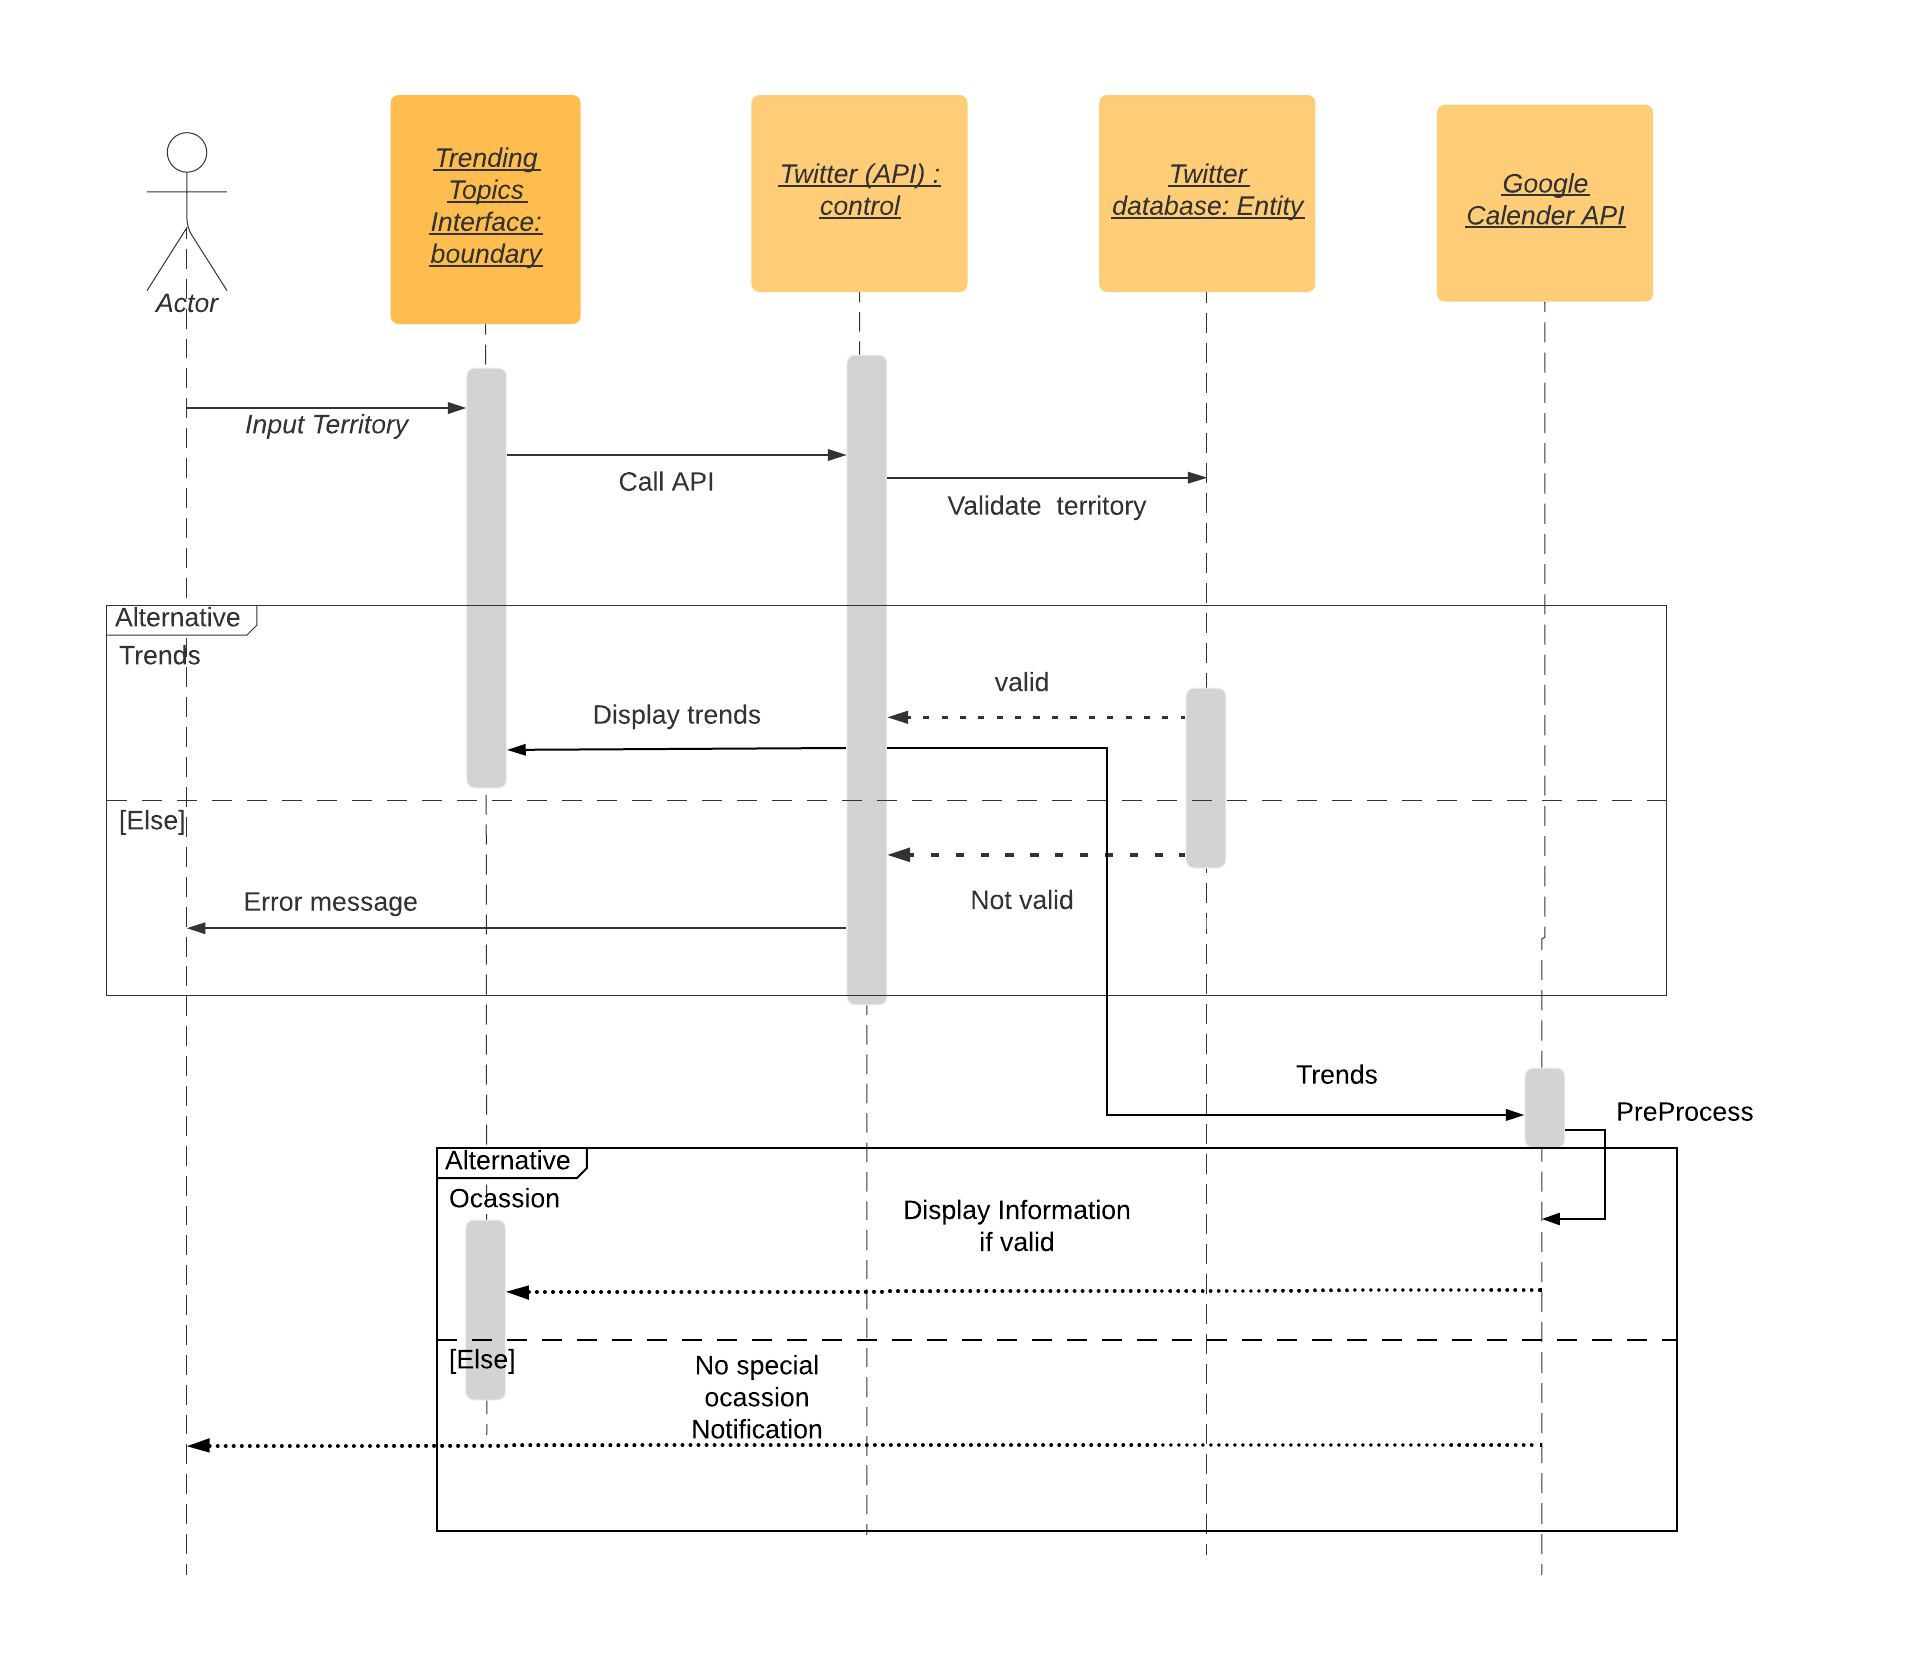 Actor
Trending
Topics
Interface:
boundary
Twitter (API) :
control
Twitter
database: Entity
Google
Calender API
Input Territory
Call API
Validate  territory
Alternative
Trends
valid
Display trends
[Else]
Not valid
Error message
Trends
PreProcess
Alternative
Ocassion
Display Information
if valid
[Else]
No special
ocassion
Notification